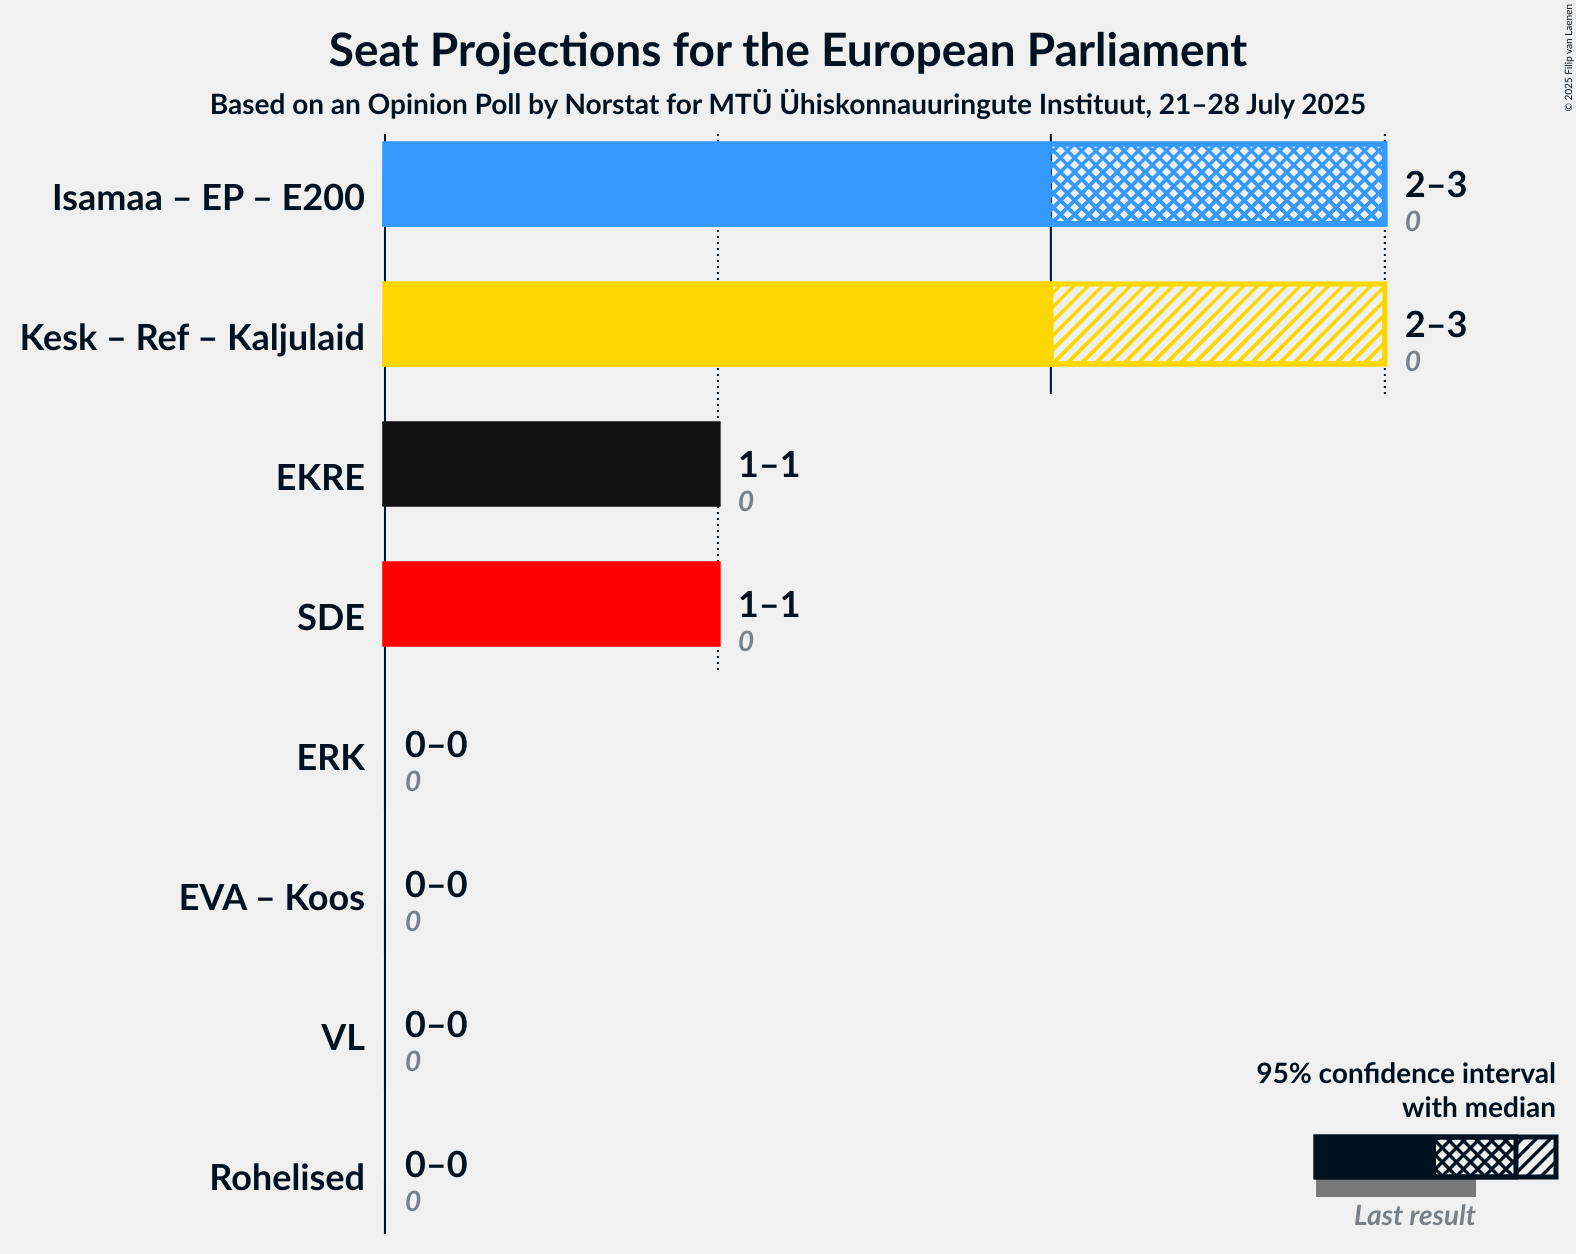 Seat Projections for the European Parliament
Based on an Opinion Poll by Norstat for MTÜ Ühiskonnauuringute Instituut, 21–28 July 2025
© 2025 Filip van Laenen
Isamaa – EP – E200
2–3
0
Kesk – Ref – Kaljulaid
2–3
0
EKRE
1–1
0
SDE
1–1
0
ERK
0–0
0
EVA – Koos
0–0
0
VL
0–0
0
Rohelised
0–0
0
95% confidence interval
with median
Last result